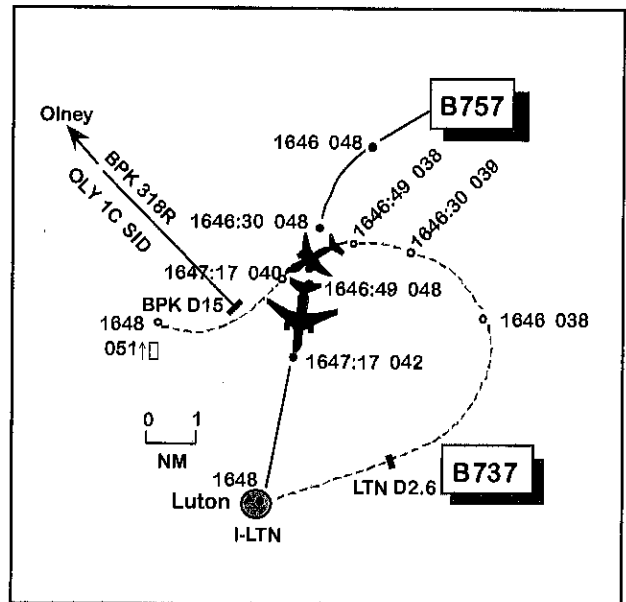 B757
Olney
1646 048
BPK 318R
OLY 1C SID
1646:49 038
1646:30 039
1646:30 048
1647:17 040
1646:49 048
BPK D15
1648
051↑
1646 038
1647:17 042
0 1
NM
1648
Luton
I-LTN
LTN D2.6
B737